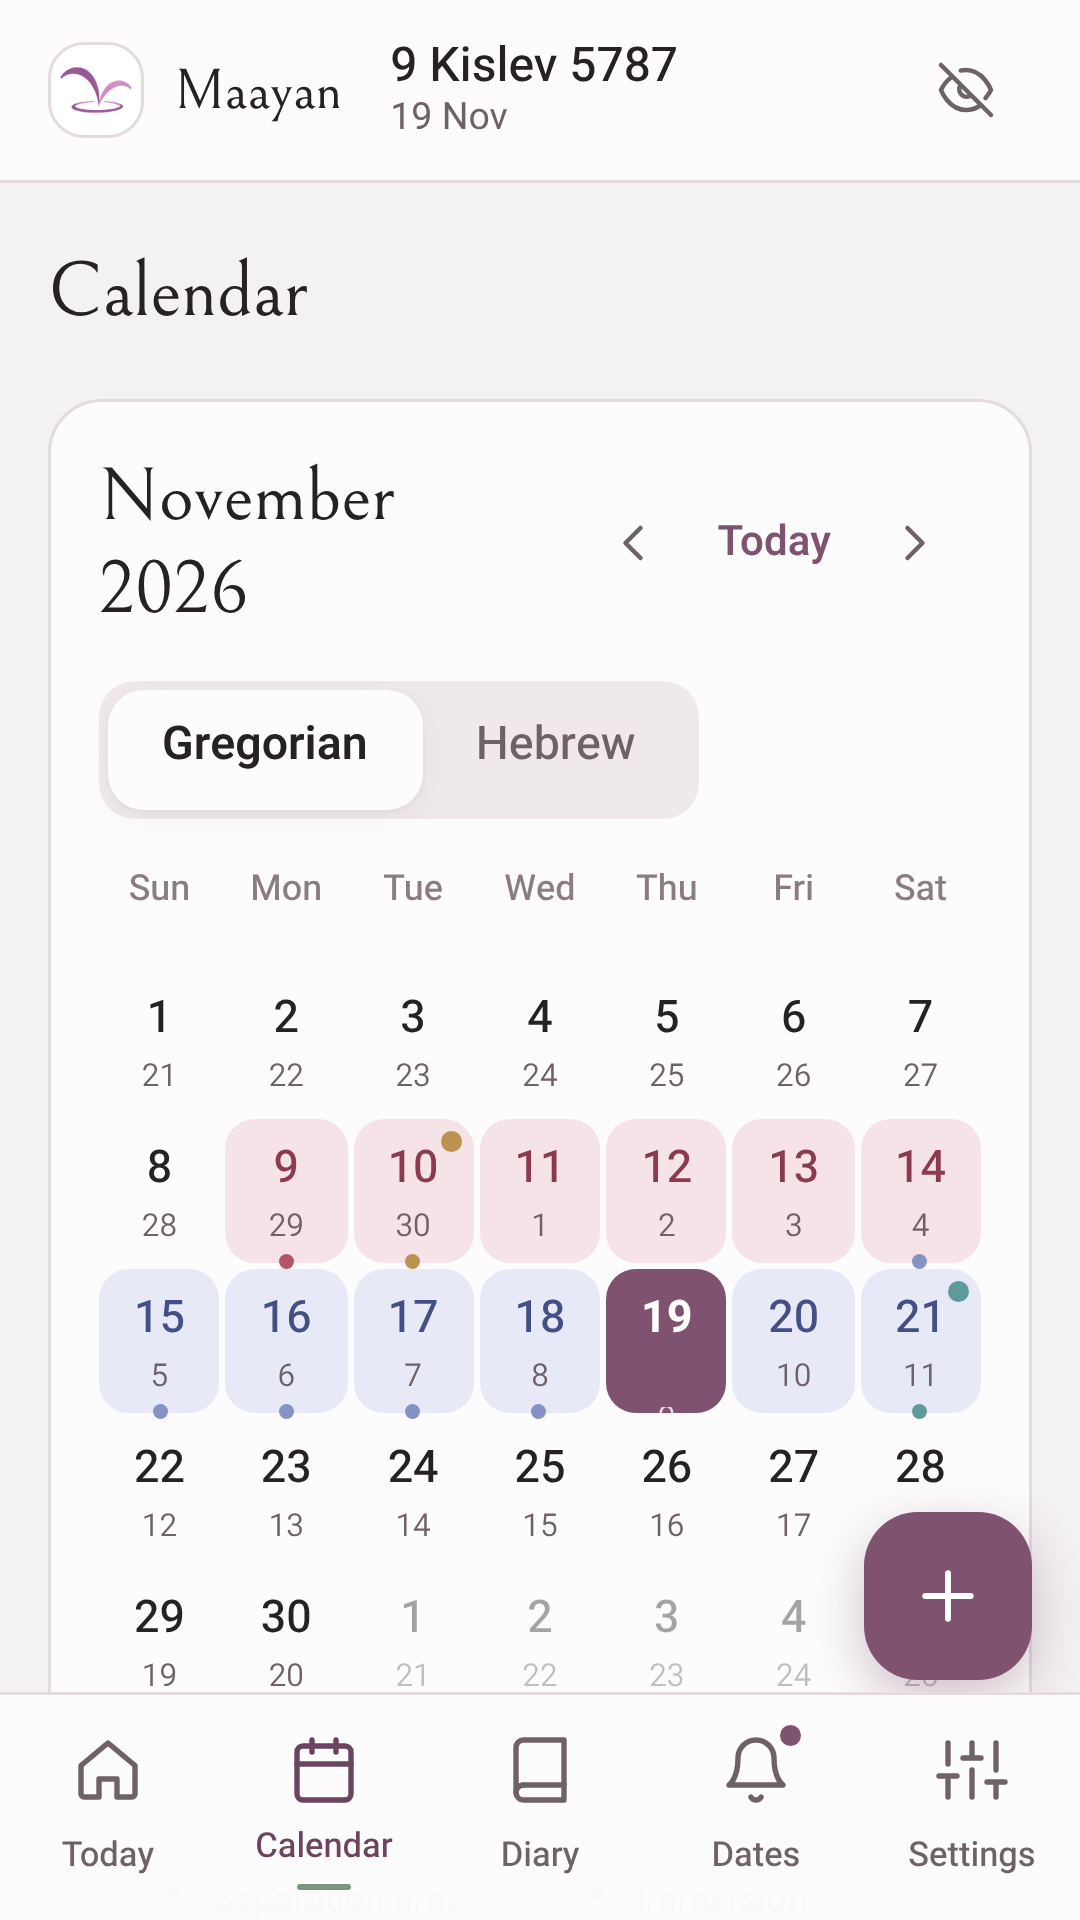 Maayan
9 Kislev 5787
19 Nov
Calendar
November
2026
Today
Gregorian Hebrew
Sun Mon Tue Wed Thu Fri Sat
1 2 3 4 5 6 7
21 22 23 24 25 26 27
8 9 10 11 12 13 14
28 29 30 1 2 3 4
15 16 17 18 19 20 21
5 6 7 8 10 11
22 23 24 25 26 27 28
12 13 14 15 16 17
29 30 1 2 3 4
19 20 21 22 23 24
Today Calendar Diary Dates Settings
Separation time Immersion